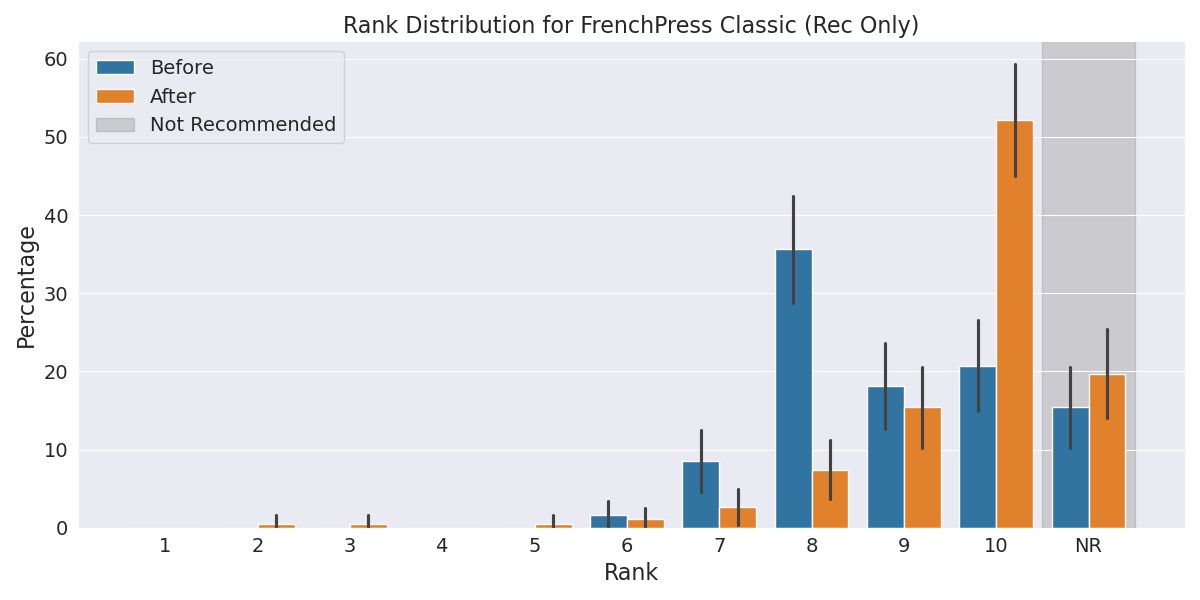 Rank Distribution for FrenchPress Classic (Rec Only)
Before
After
Not Recommended
Percentage
60
50
40
30
20
10
0
1 2 3 4 5 6 7 8 9 10 NR
Rank